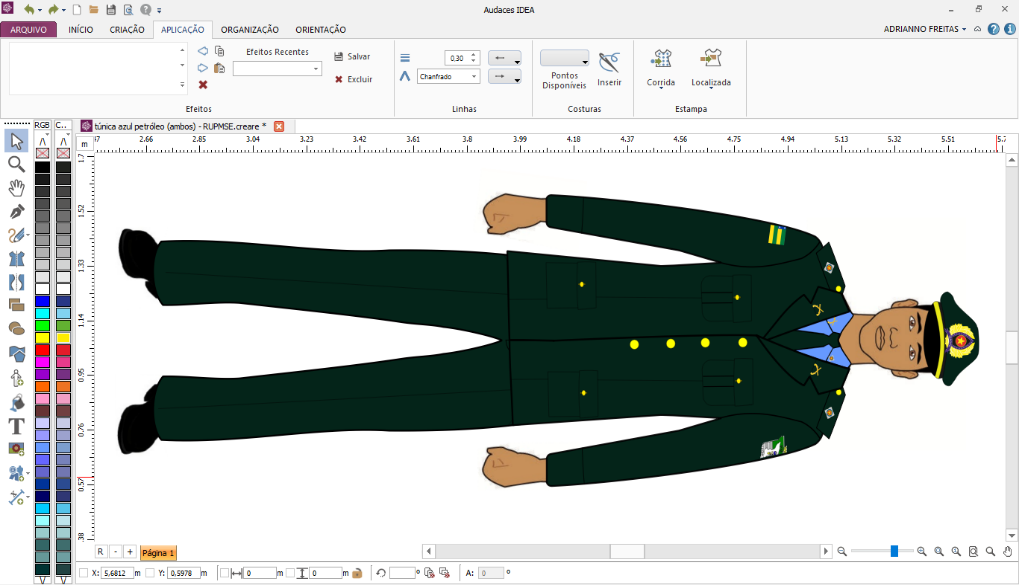 Audaces IDEA
ARQUIVO INÍCIO CRIAÇÃO APLICAÇÃO ORGANIZAÇÃO ORIENTAÇÃO ADRIANNO FREITAS
Efeitos Recentes
Salvar
Excluir
Efeitos
0,30
Chanfrado
Linhas
Pontos
Disponíveis
Inserir
Costuras
Corrida
Localizada
Estampa
RGB C...
túnica azul petróleo (ambos) - RUPMSE.creare *
m
2.66 2.85 3.04 3.23 3.42 3.61 3.8 3.99 4.18 4.37 4.56 4.75 4.94 5.13 5.32 5.51
1.7
1.52
1.33
1.14
0.95
0.76
0.57
.38
T
R - + Página 1
X: 5,6812 m Y: 0,5978 m 0 m 0 m º A: 0 º